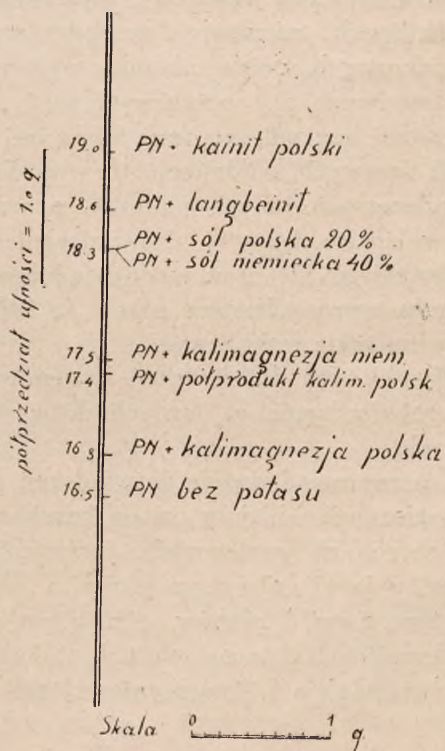 półprzedział ufności = 1.0 q
19.0 PN + kainit polski
18.6 PN + langbeinit
18.3 PN + sól polska 20%
PN + sól niemiecka 40%
17.5 PN + kalimagnezja niem
17.4 PN + półprodukt kalim. polsk
16.8 PN + kalimagnezja polska
16.5 PN bez potasu
Skala 0 1 q